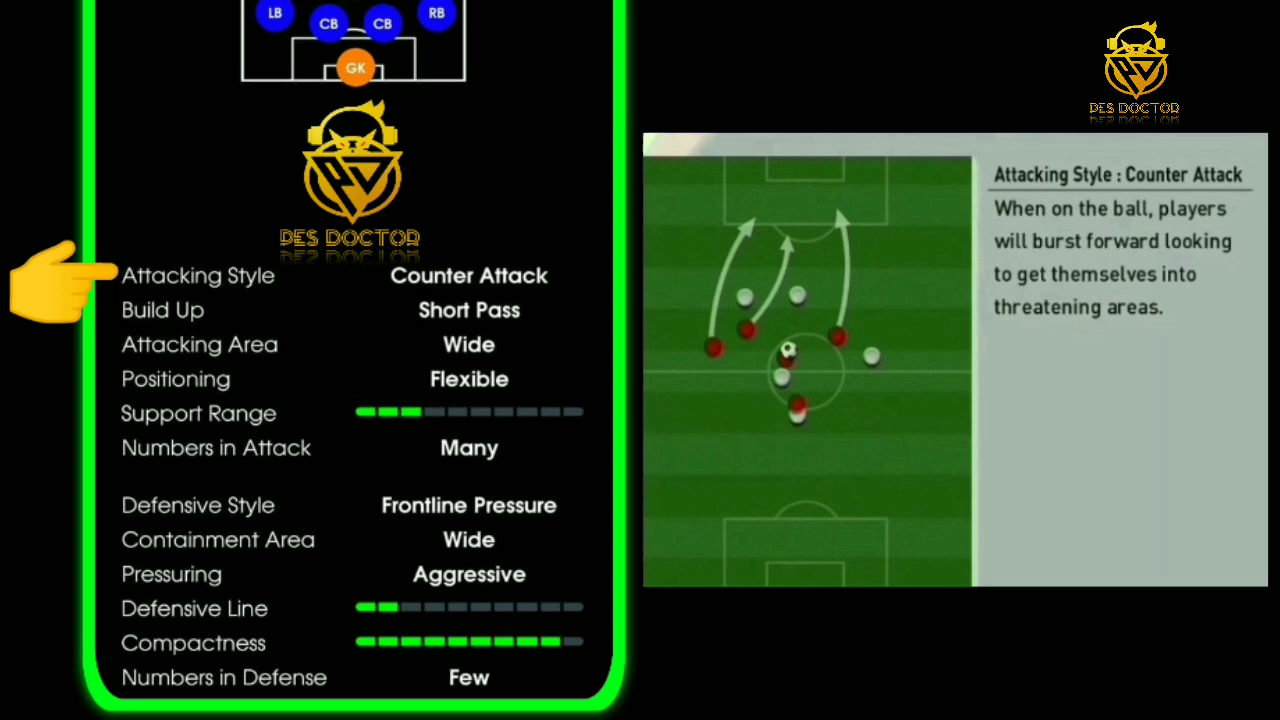 LB
CB
CB
RB
GK
PES DOCTOR
Attacking Style Counter Attack
Build Up Short Pass
Attacking Area Wide
Positioning Flexible
Support Range
Numbers in Attack Many
Defensive Style Frontline Pressure
Containment Area Wide
Pressuring Aggressive
Defensive Line
Compactness
Numbers in Defense Few
PES DOCTOR
Attacking Style : Counter Attack
When on the ball, players
will burst forward looking
to get themselves into
threatening areas.